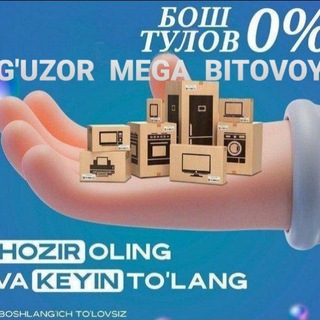 БОШ
ТУЛОВ 0%
G'UZOR MEGA BITOVOY
HOZIR OLING
VA KEYIN TO'LANG
BOSHLANG'ICH TO'LOVSIZ